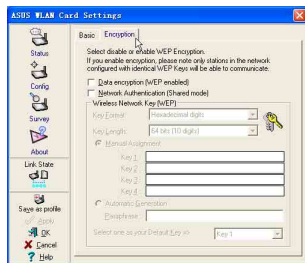 ASUS WLAN Card Settings
Status
Config
Survey
About
Link State
Save as profile
Apply
OK
Cancel
? Help
Basic
Encryption
Select disable or enable WEP Encryption.
If you enable encryption, please note only stations in the network
configured with identical WEP Keys will be able to communicate.
Data encryption (WEP enabled)
Network Authentication (Shared mode)
Wireless Network Key (WEP)
Key Format: Hexadecimal digits
Key Length: 64 bits (10 digits)
Manual Assignment
Key 1:
Key 2:
Key 3:
Key 4:
Automatic Generation
Passphrase:
Select one as your Default Key => Key 1